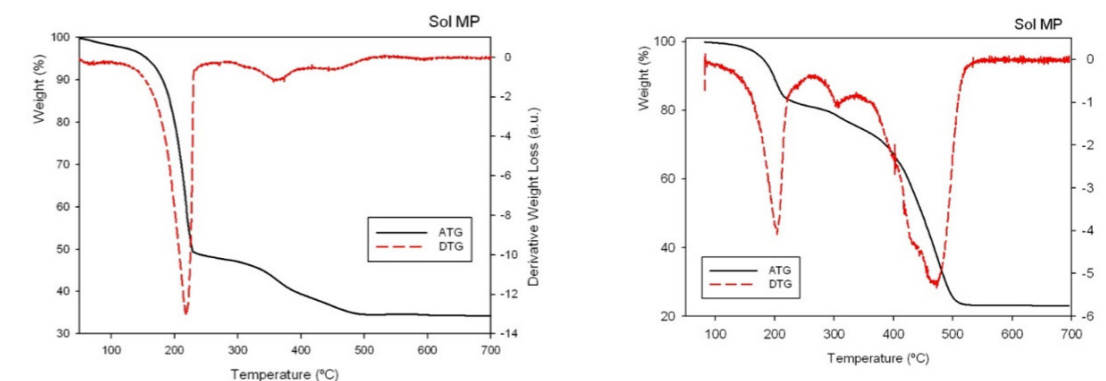 Sol MP
100
90
80
70
60
50
40
30
Weight (%)
0
-2
-4
-6
-8
-10
-12
-14
Derivative Weight Loss (a.u.)
ATG
DTG
100 200 300 400 500 600 700
Temperature (ºC)
Sol MP
100
80
60
40
20
Weight (%)
0
-1
-2
-3
-4
-5
-6
ATG
DTG
100 200 300 400 500 600 700
Temperature (ºC)